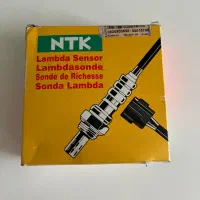 NTK
Lambda Sensor
Lambdasonde
Sonde de Richesse
Sonda Lambda